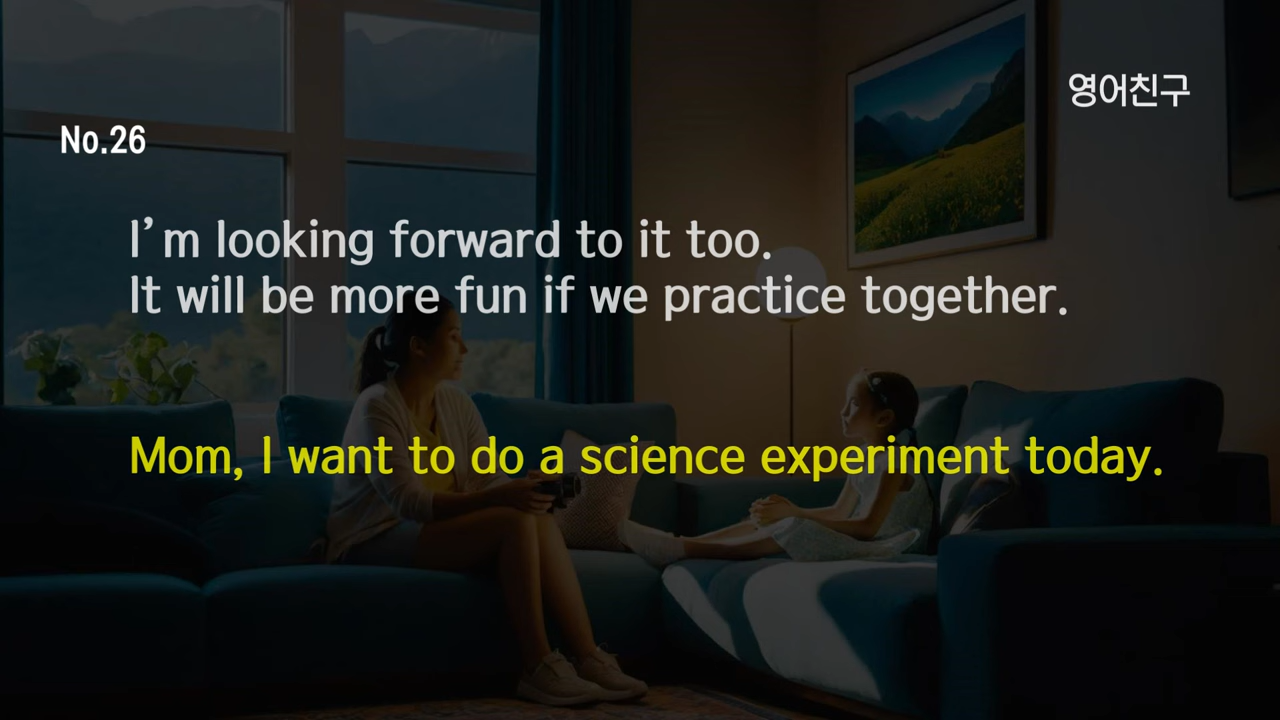 영어친구
No.26
I'm looking forward to it too.
It will be more fun if we practice together.
Mom, I want to do a science experiment today.